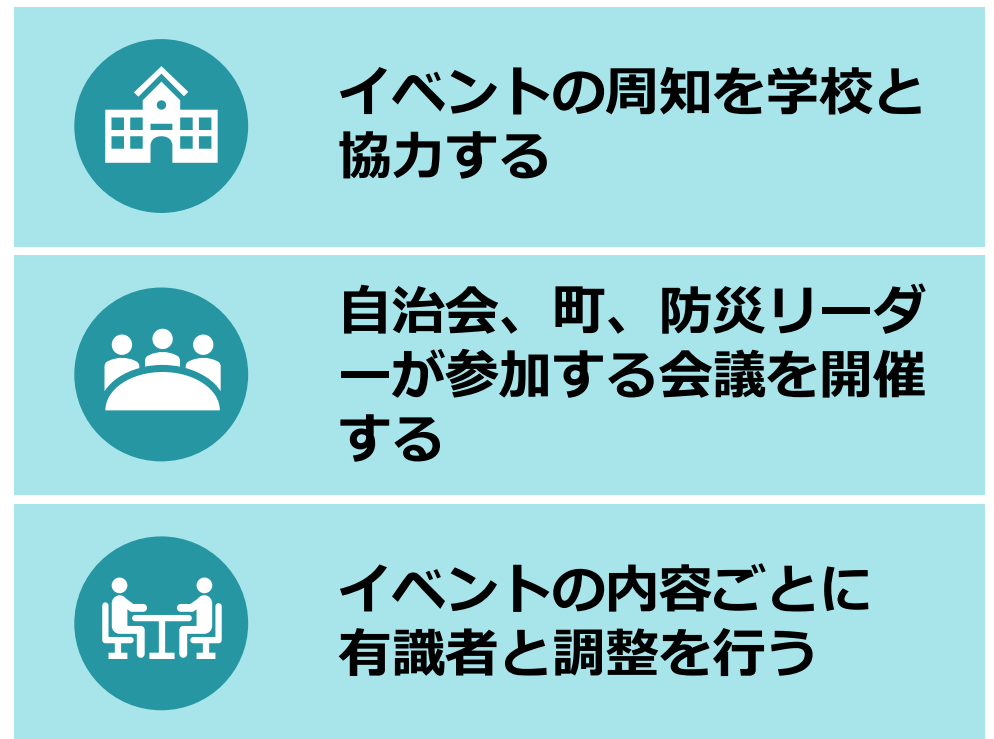 イベントの周知を学校と
協力する
自治会、町、防災リーダ
ーが参加する会議を開催
する
イベントの内容ごとに
有識者と調整を行う